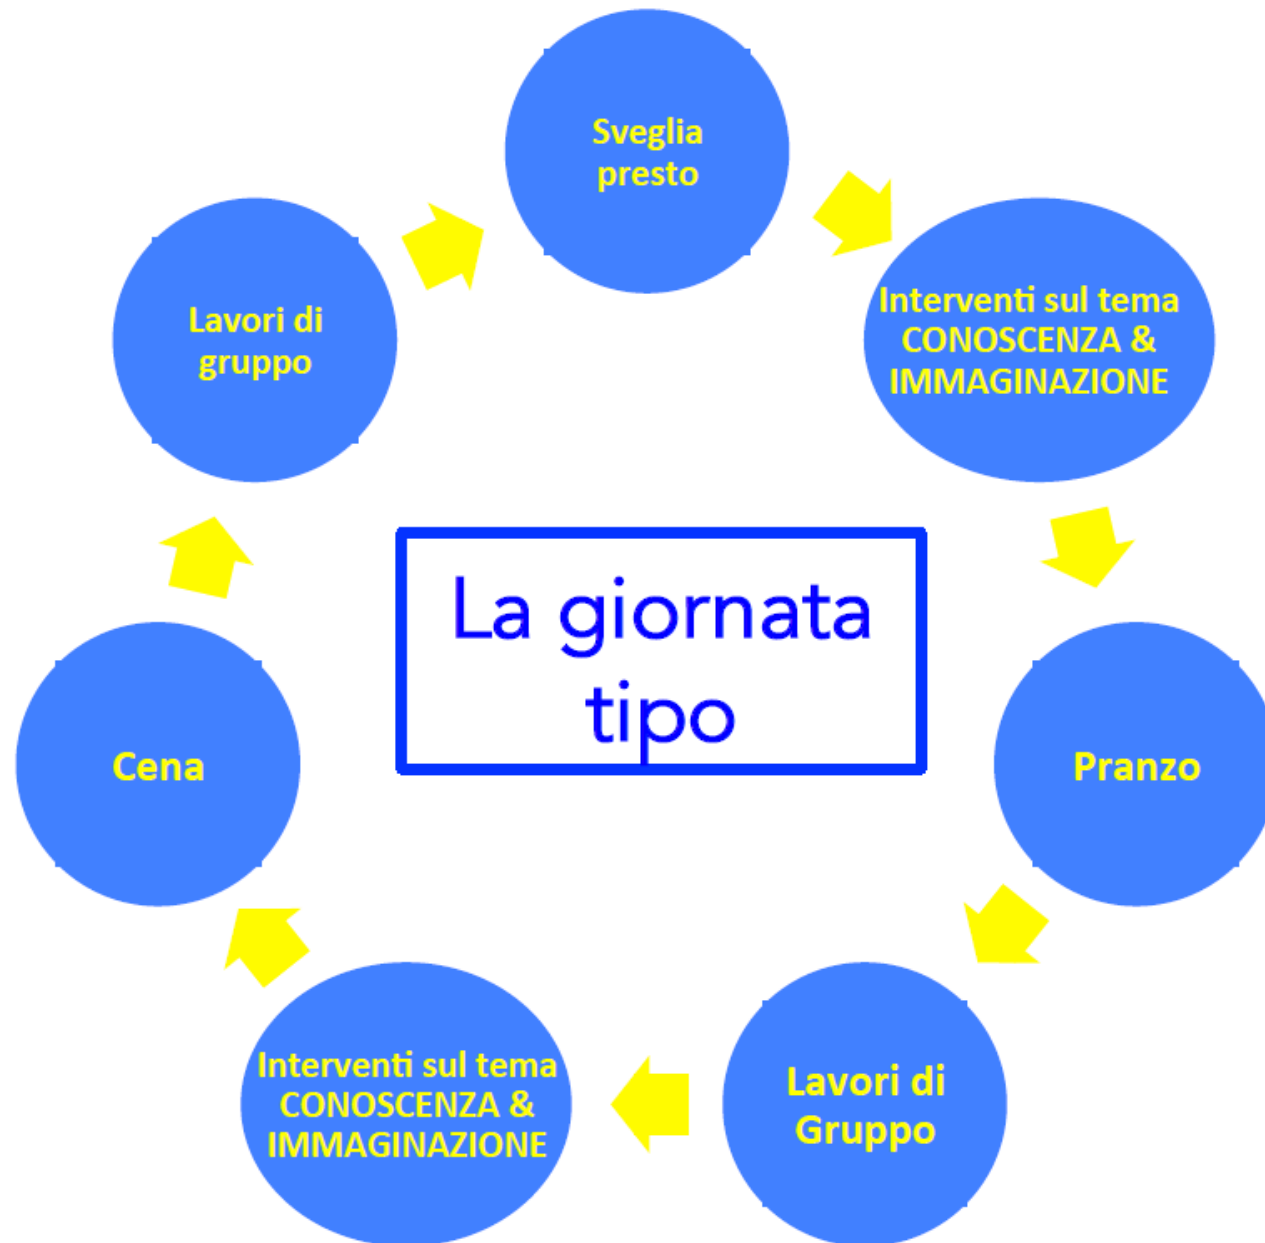 Sveglia
presto
Interventi sul tema
CONOSCENZA &
IMMAGINAZIONE
Pranzo
Lavori di
Gruppo
Interventi sul tema
CONOSCENZA &
IMMAGINAZIONE
Cena
Lavori di
gruppo
La giornata
tipo